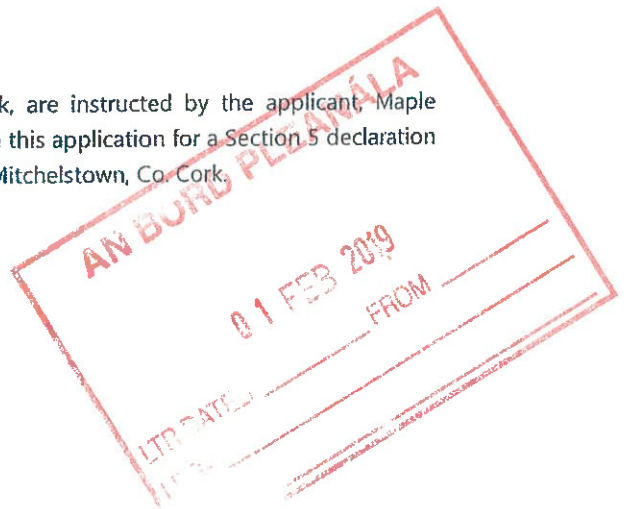 k, are instructed by the applicant, Maple
this application for a Section 5 declaration
Mitchelstown, Co. Cork.
AN BORD PLEANÁLA
01 FEB 2019
LTR DATE FROM